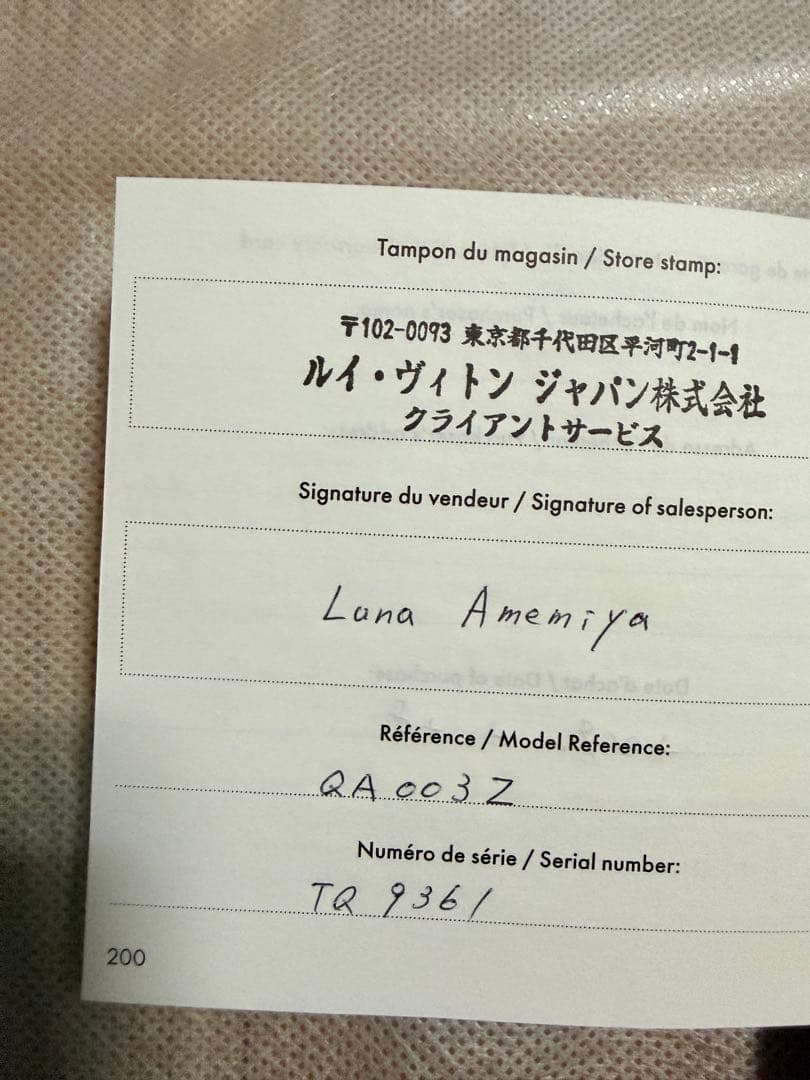 Tampon du magasin / Store stamp:
〒102-0093 東京都千代田区平河町2-1-1
ルイ・ヴィトン ジャパン株式会社
クライアントサービス
Signature du vendeur / Signature of salesperson:
Luna Amemiya
Référence / Model Reference:
QA003Z
Numéro de série / Serial number:
TQ9361
200